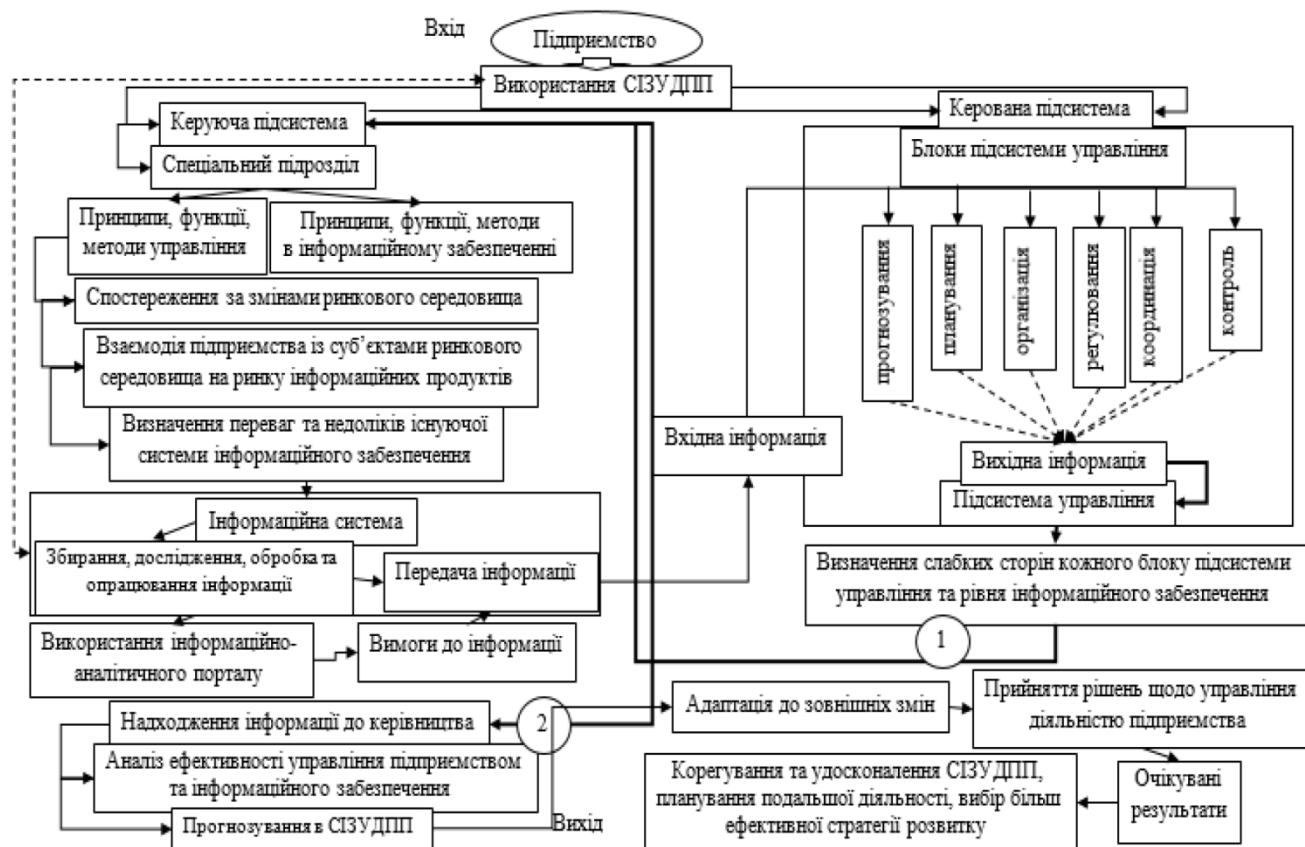 Вхід
Підприємство
Використання СІЗУДПП
Керуюча підсистема
Спеціальний підрозділ
Принципи, функції,
методи управління
Принципи, функції, методи
в інформаційному забезпеченні
Спостереження за змінами ринкового середовища
Взаємодія підприємства із суб’єктами ринкового
середовища на ринку інформаційних продуктів
Визначення переваг та недоліків існуючої
системи інформаційного забезпечення
Інформаційна система
Збирання, дослідження, обробка та
опрацювання інформації
Передача інформації
Використання інформаційно-
аналітичного порталу
Вимоги до інформації
Вхідна інформація
Керована підсистема
Блоки підсистеми управління
прогнозування
планування
організація
регулювання
координація
контроль
Вихідна інформація
Підсистема управління
Визначення слабких сторін кожного блоку підсистеми
управління та рівня інформаційного забезпечення
1
Надходження інформації до керівництва
2
Аналіз ефективності управління підприємством
та інформаційного забезпечення
Прогнозування в СІЗУДПП
Вихід
Адаптація до зовнішніх змін
Прийняття рішень щодо управління
діяльністю підприємства
Очікувані
результати
Корегування та удосконалення СІЗУДПП,
планування подальшої діяльності, вибір більш
ефективної стратегії розвитку